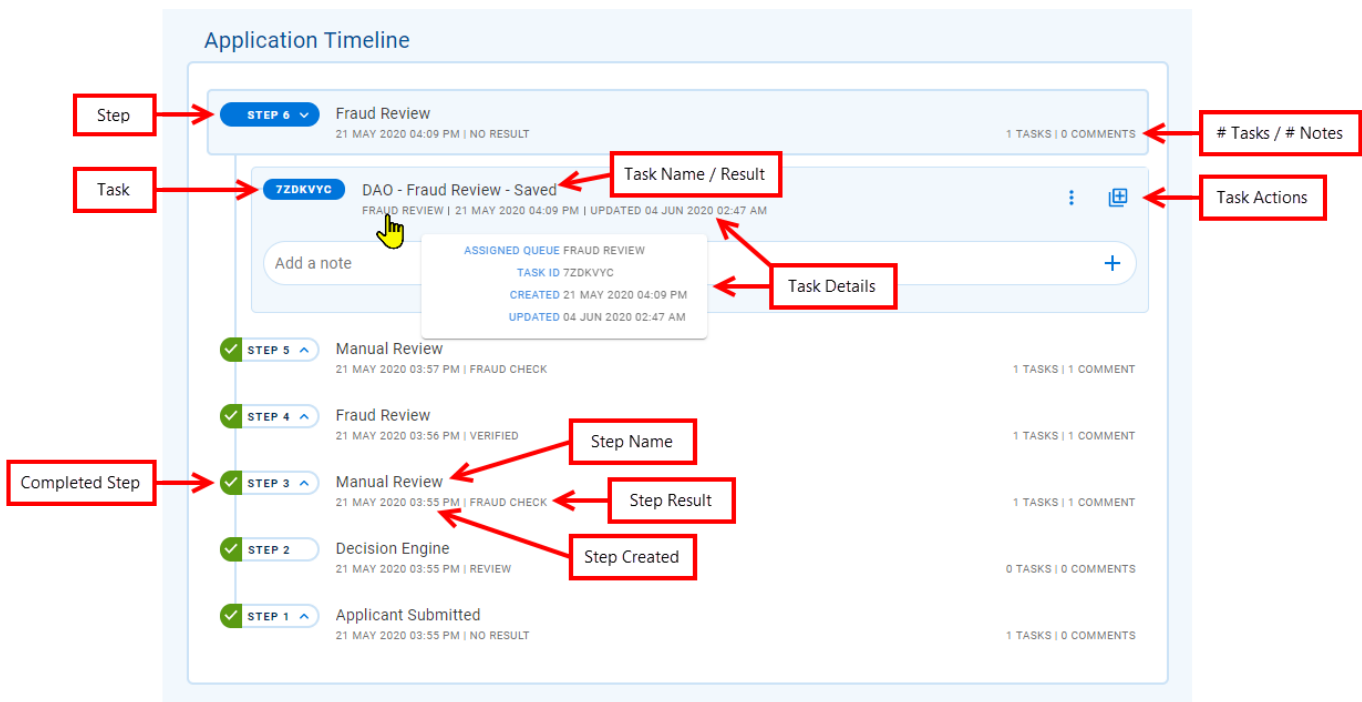 Application Timeline
Step
STEP 6
Fraud Review
21 MAY 2020 04:09 PM | NO RESULT
1 TASKS | 0 COMMENTS
# Tasks / # Notes
Task
7ZDKVYC
DAO - Fraud Review - Saved
Task Name / Result
FRAUD REVIEW | 21 MAY 2020 04:09 PM | UPDATED 04 JUN 2020 02:47 AM
Task Actions
Add a note
ASSIGNED QUEUE FRAUD REVIEW
TASK ID 7ZDKVYC
CREATED 21 MAY 2020 04:09 PM
UPDATED 04 JUN 2020 02:47 AM
Task Details
STEP 5
Manual Review
21 MAY 2020 03:57 PM | FRAUD CHECK
1 TASKS | 1 COMMENT
STEP 4
Fraud Review
21 MAY 2020 03:56 PM | VERIFIED
1 TASKS | 1 COMMENT
Step Name
Completed Step
STEP 3
Manual Review
21 MAY 2020 03:55 PM | FRAUD CHECK
1 TASKS | 1 COMMENT
Step Result
Step Created
STEP 2
Decision Engine
21 MAY 2020 03:55 PM | REVIEW
0 TASKS | 0 COMMENTS
STEP 1
Applicant Submitted
21 MAY 2020 03:55 PM | NO RESULT
1 TASKS | 0 COMMENTS